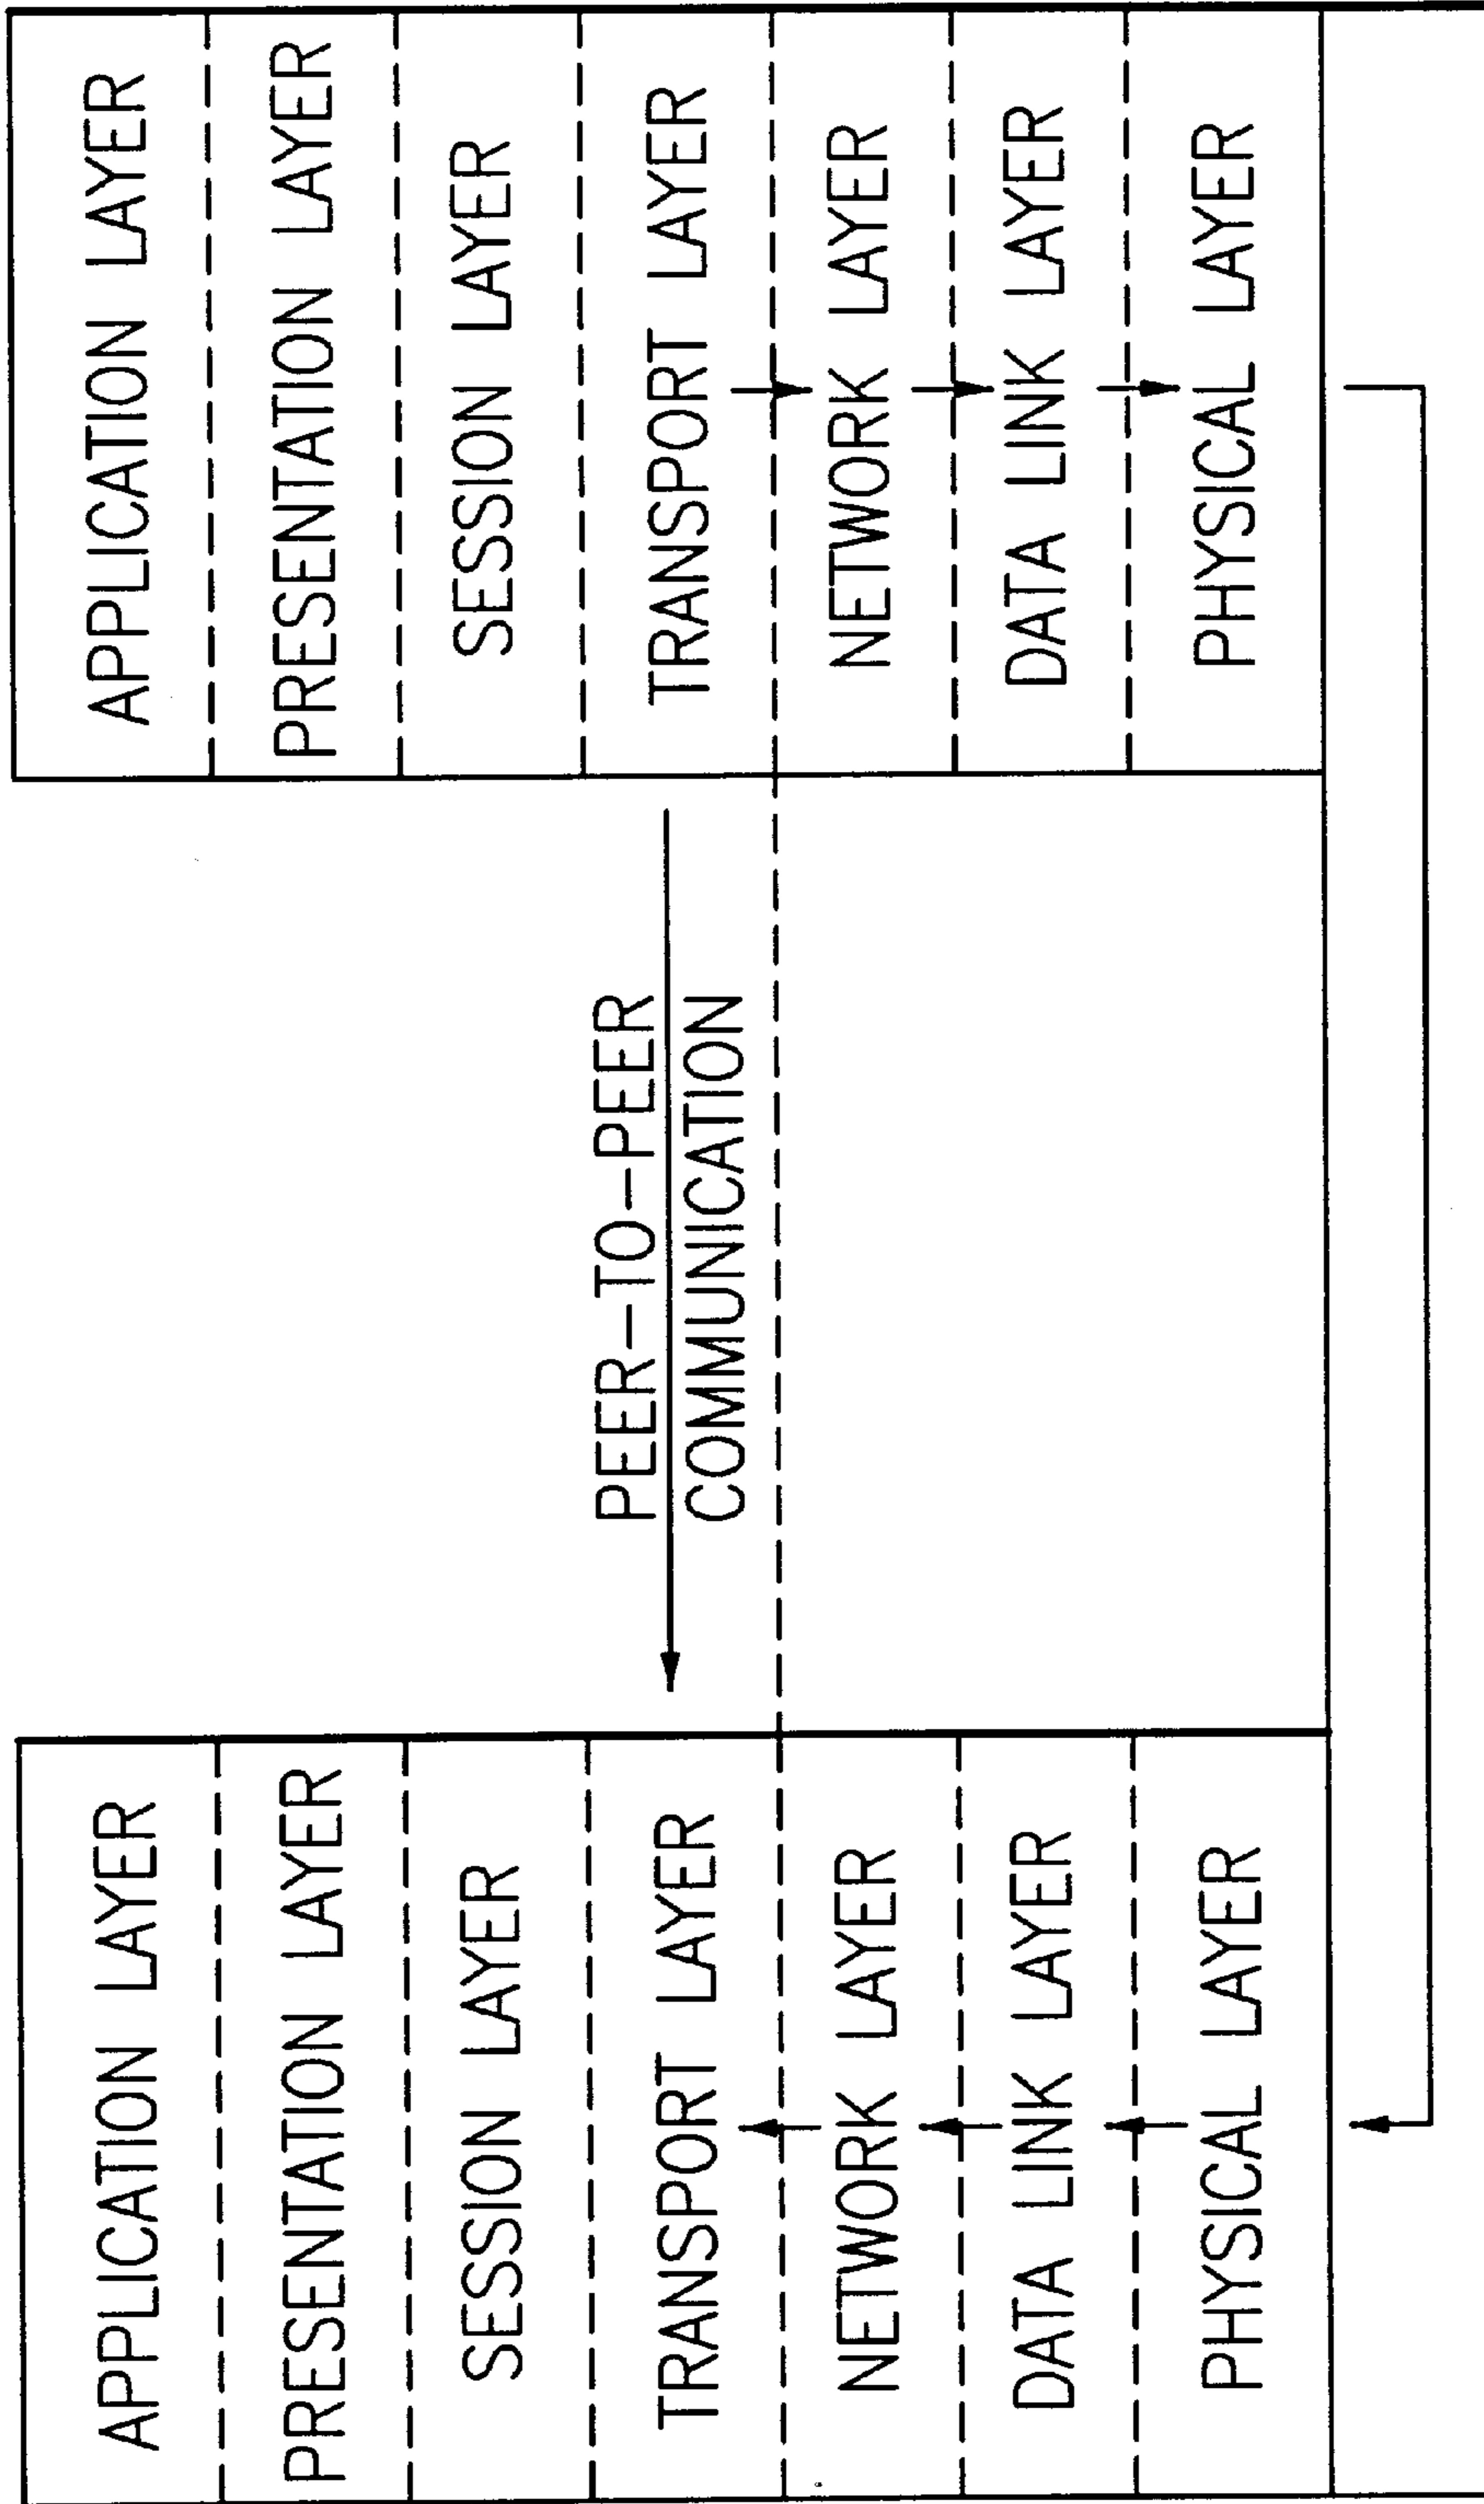 APPLICATION LAYER
PRESENTATION LAYER
SESSION LAYER
TRANSPORT LAYER
NETWORK LAYER
DATA LINK LAYER
PHYSICAL LAYER
PEER-TO-PEER
COMMUNICATION
APPLICATION LAYER
PRESENTATION LAYER
SESSION LAYER
TRANSPORT LAYER
NETWORK LAYER
DATA LINK LAYER
PHYSICAL LAYER